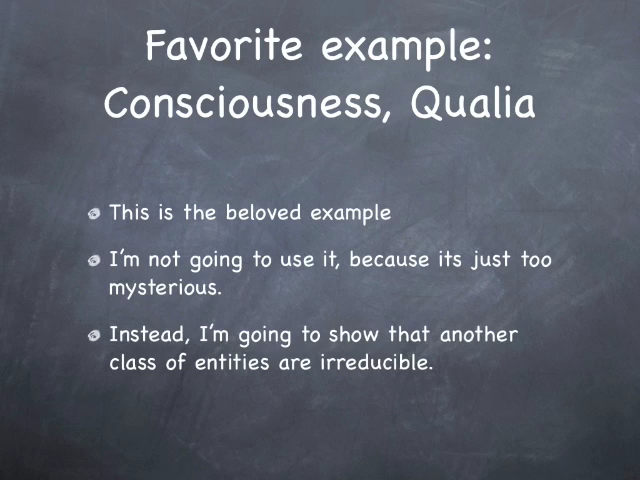 Favorite example:
Consciousness, Qualia
This is the beloved example
I'm not going to use it, because its just too
mysterious.
Instead, I'm going to show that another
class of entities are irreducible.